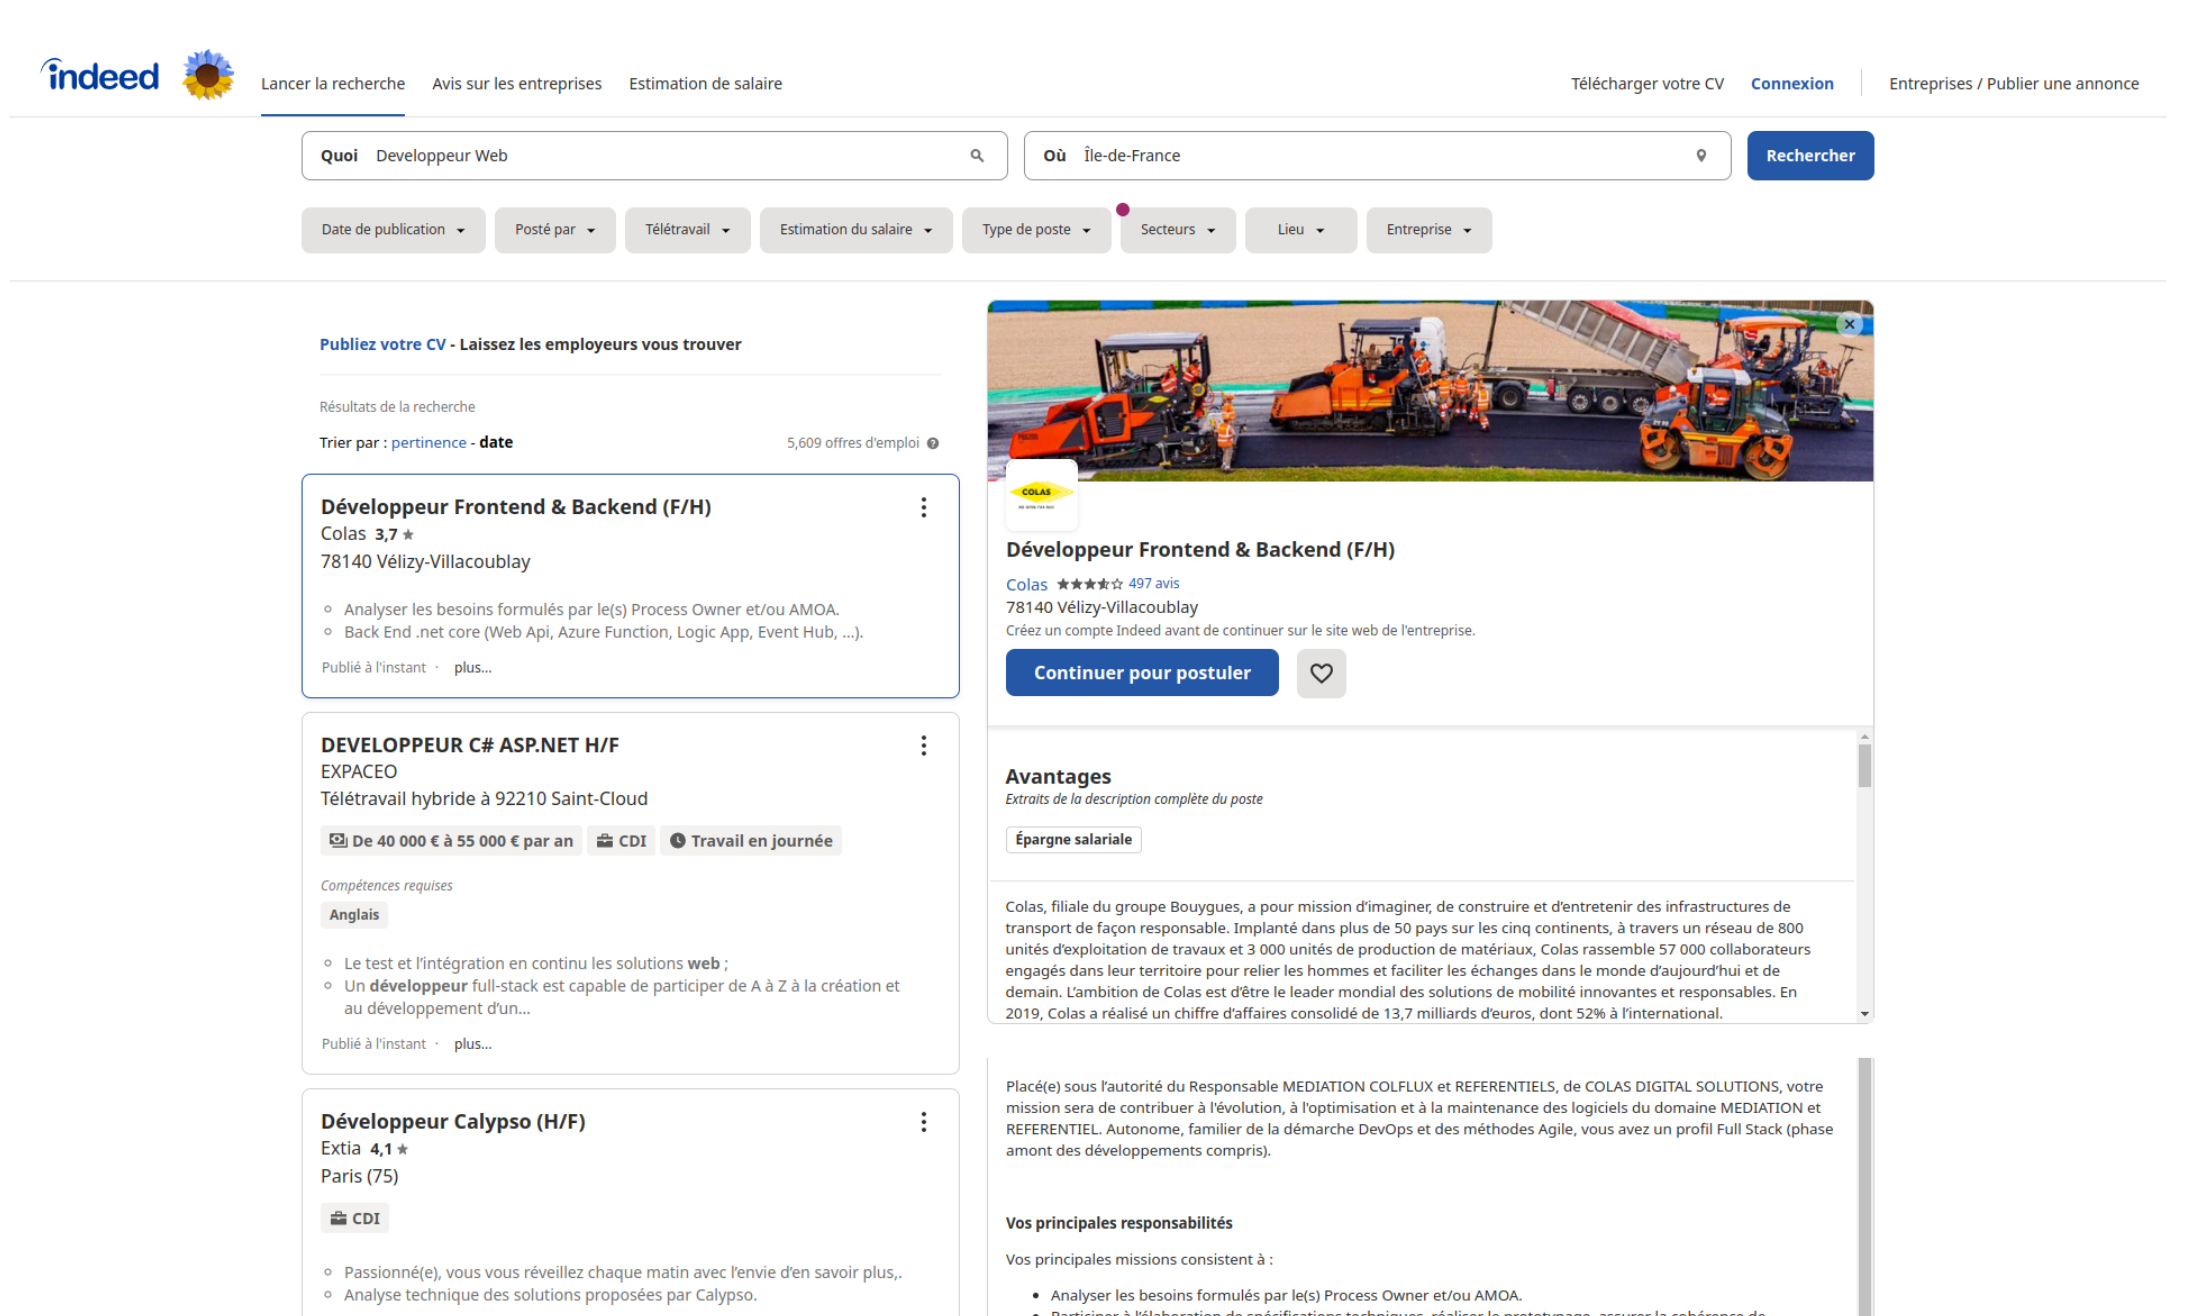 indeed
Lancer la recherche
Avis sur les entreprises
Estimation de salaire
Télécharger votre CV
Connexion
Entreprises / Publier une annonce
Quoi Developpeur Web
Où Île-de-France
Rechercher
Date de publication
Posté par
Télétravail
Estimation du salaire
Type de poste
Secteurs
Lieu
Entreprise
Publiez votre CV - Laissez les employeurs vous trouver
Résultats de la recherche
Trier par : pertinence - date
5,609 offres d'emploi
Développeur Frontend & Backend (F/H)
Colas 3,7
78140 Vélizy-Villacoublay
Analyser les besoins formulés par le(s) Process Owner et/ou AMOA.
Back End .net core (Web Api, Azure Function, Logic App, Event Hub, ...).
Publié à l'instant · plus...
DEVELOPPEUR C# ASP.NET H/F
EXPACEO
Télétravail hybride à 92210 Saint-Cloud
De 40 000 € à 55 000 € par an
CDI
Travail en journée
Compétences requises
Anglais
Le test et l'intégration en continu les solutions web ;
Un développeur full-stack est capable de participer de A à Z à la création et
au développement d'un...
Publié à l'instant · plus...
Développeur Calypso (H/F)
Extia 4,1
Paris (75)
CDI
Passionné(e), vous vous réveillez chaque matin avec l'envie d'en savoir plus,.
Analyse technique des solutions proposées par Calypso.
COLAS
Développeur Frontend & Backend (F/H)
Colas 497 avis
78140 Vélizy-Villacoublay
Créez un compte Indeed avant de continuer sur le site web de l'entreprise.
Continuer pour postuler
Avantages
Extraits de la description complète du poste
Épargne salariale
Colas, filiale du groupe Bouygues, a pour mission d'imaginer, de construire et d'entretenir des infrastructures de
transport de façon responsable. Implanté dans plus de 50 pays sur les cinq continents, à travers un réseau de 800
unités d'exploitation de travaux et 3 000 unités de production de matériaux, Colas rassemble 57 000 collaborateurs
engagés dans leur territoire pour relier les hommes et faciliter les échanges dans le monde d'aujourd'hui et de
demain. L'ambition de Colas est d'être le leader mondial des solutions de mobilité innovantes et responsables. En
2019, Colas a réalisé un chiffre d'affaires consolidé de 13,7 milliards d'euros, dont 52% à l'international.
Placé(e) sous l'autorité du Responsable MEDIATION COLFLUX et REFERENTIELS, de COLAS DIGITAL SOLUTIONS, votre
mission sera de contribuer à l'évolution, à l'optimisation et à la maintenance des logiciels du domaine MEDIATION et
REFERENTIEL. Autonome, familier de la démarche DevOps et des méthodes Agile, vous avez un profil Full Stack (phase
amont des développements compris).
Vos principales responsabilités
Vos principales missions consistent à :
Analyser les besoins formulés par le(s) Process Owner et/ou AMOA.
Participer à l'élaboration de spécifications techniques, réaliser le prototypage, assurer la cohérence de